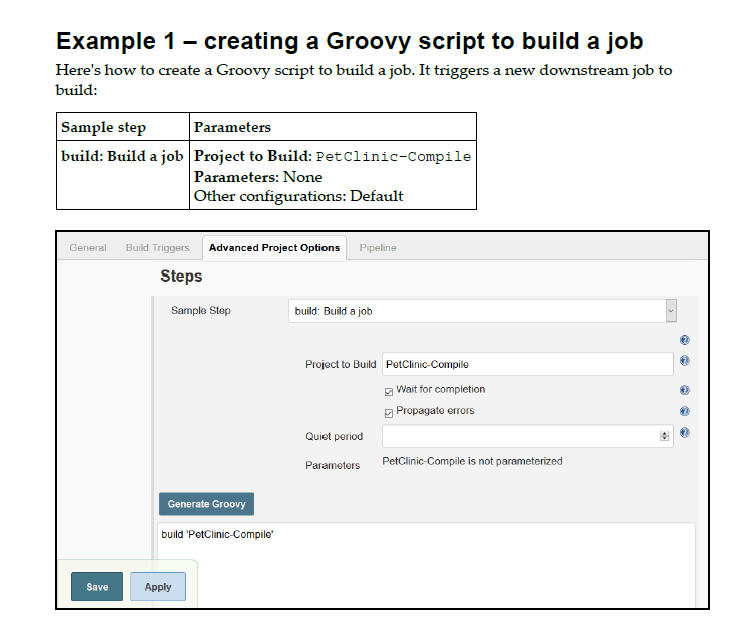 Example 1 – creating a Groovy script to build a job
Here's how to create a Groovy script to build a job. It triggers a new downstream job to
build:
Sample step Parameters
build: Build a job Project to Build: PetClinic-Compile
Parameters: None
Other configurations: Default
General Build Triggers Advanced Project Options Pipeline
Steps
Sample Step build: Build a job
Project to Build PetClinic-Compile
Wait for completion
Propagate errors
Quiet period
Parameters PetClinic-Compile is not parameterized
Generate Groovy
build 'PetClinic-Compile'
Save Apply